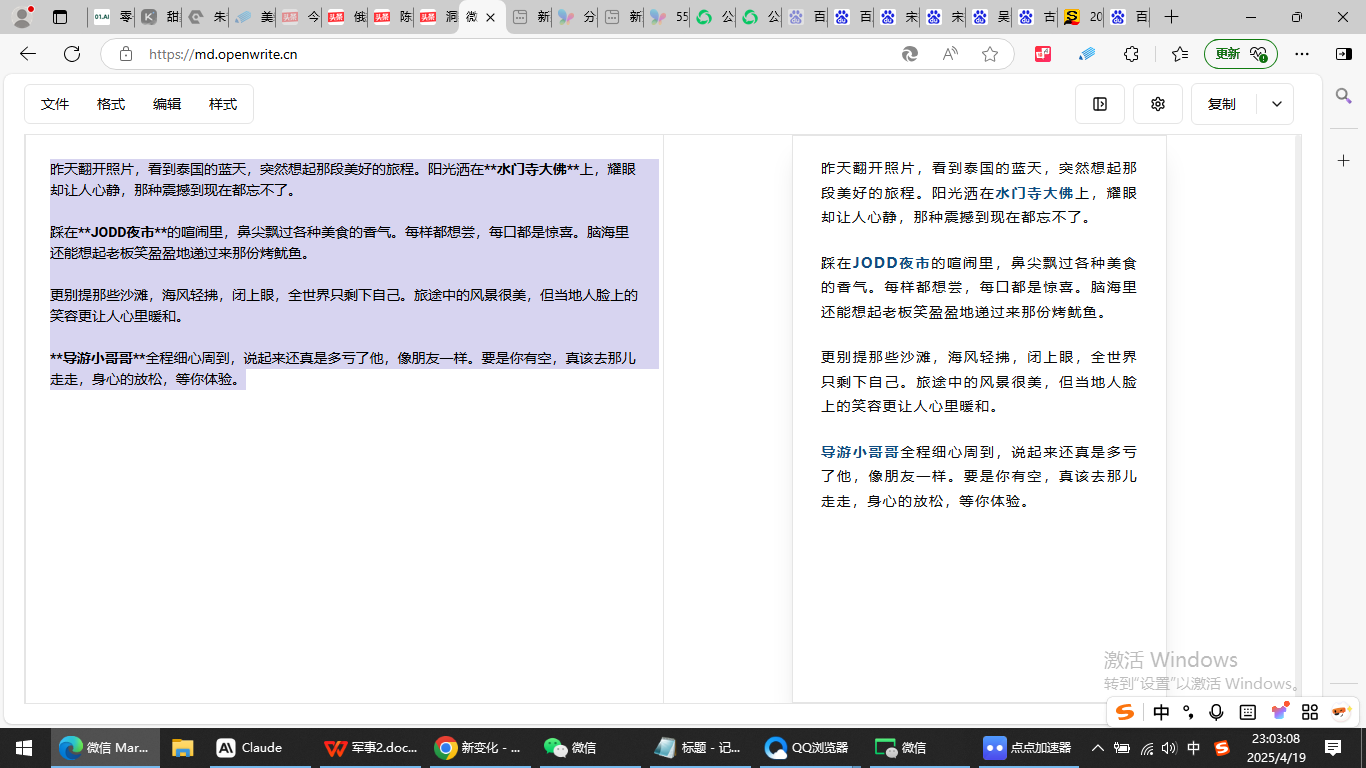 01.AI 零
甜
朱
美
头条 今
头条 俄
头条 陈
头条 洞
微
新
分
新
55
公
公
百
百
宋
宋
吴
古
20
百
https://md.openwrite.cn
更新
文件 格式 编辑 样式
复制
昨天翻开照片，看到泰国的蓝天，突然想起那段美好的旅程。阳光洒在**水门寺大佛**上，耀眼
却让人心静，那种震撼到现在都忘不了。
踩在**JODD夜市**的喧闹里，鼻尖飘过各种美食的香气。每样都想尝，每口都是惊喜。脑海里
还能想起老板笑盈盈地递过来那份烤鱿鱼。
更别提那些沙滩，海风轻拂，闭上眼，全世界只剩下自己。旅途中的风景很美，但当地人脸上的
笑容更让人心里暖和。
**导游小哥哥**全程细心周到，说起来还真是多亏了他，像朋友一样。要是你有空，真该去那儿
走走，身心的放松，等你体验。
昨天翻开照片，看到泰国的蓝天，突然想起那
段美好的旅程。阳光洒在水门寺大佛上，耀眼
却让人心静，那种震撼到现在都忘不了。
踩在JODD夜市的喧闹里，鼻尖飘过各种美食
的香气。每样都想尝，每口都是惊喜。脑海里
还能想起老板笑盈盈地递过来那份烤鱿鱼。
更别提那些沙滩，海风轻拂，闭上眼，全世界
只剩下自己。旅途中的风景很美，但当地人脸
上的笑容更让人心里暖和。
导游小哥哥全程细心周到，说起来还真是多亏
了他，像朋友一样。要是你有空，真该去那儿
走走，身心的放松，等你体验。
激活 Windows
转到"设置"以激活 Windows。
中
微信 Mar...
Claude
军事2.doc...
新变化 - ...
微信
标题 - 记...
QQ浏览器
微信
点点加速器
中
23:03:08
2025/4/19